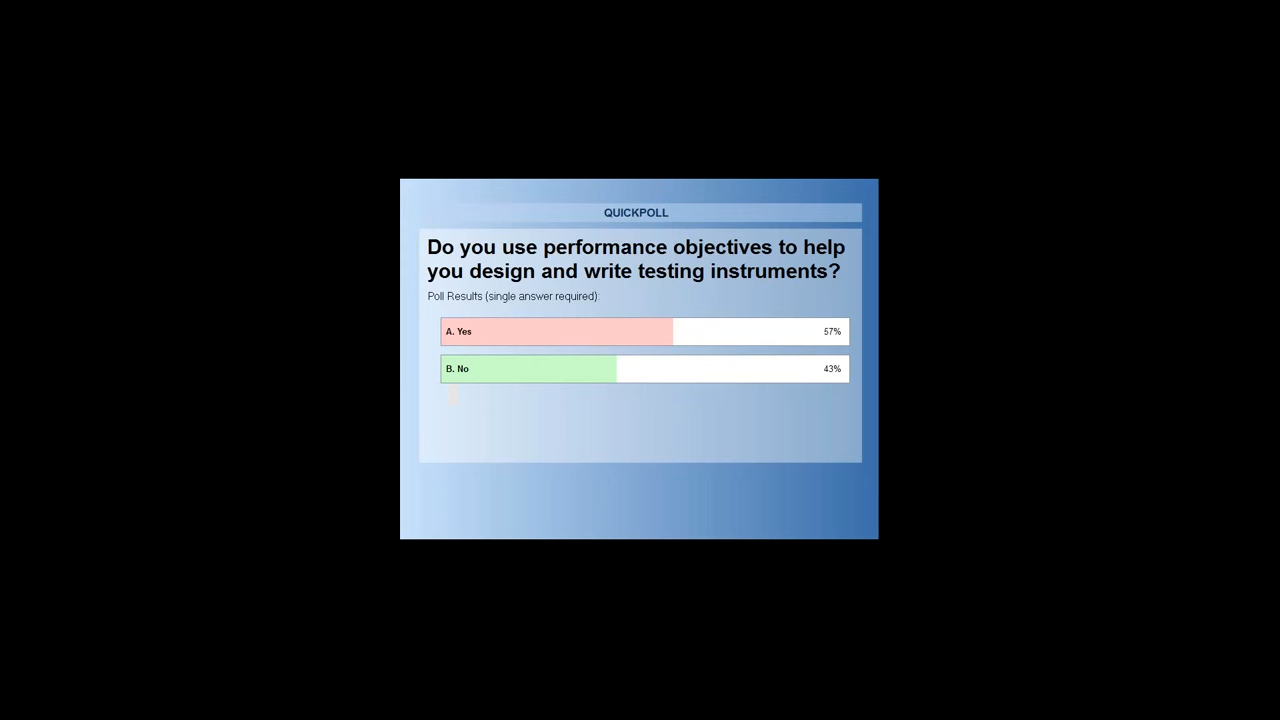 QUICKPOLL
Do you use performance objectives to help
you design and write testing instruments?
Poll Results (single answer required):
A. Yes 57%
B. No 43%